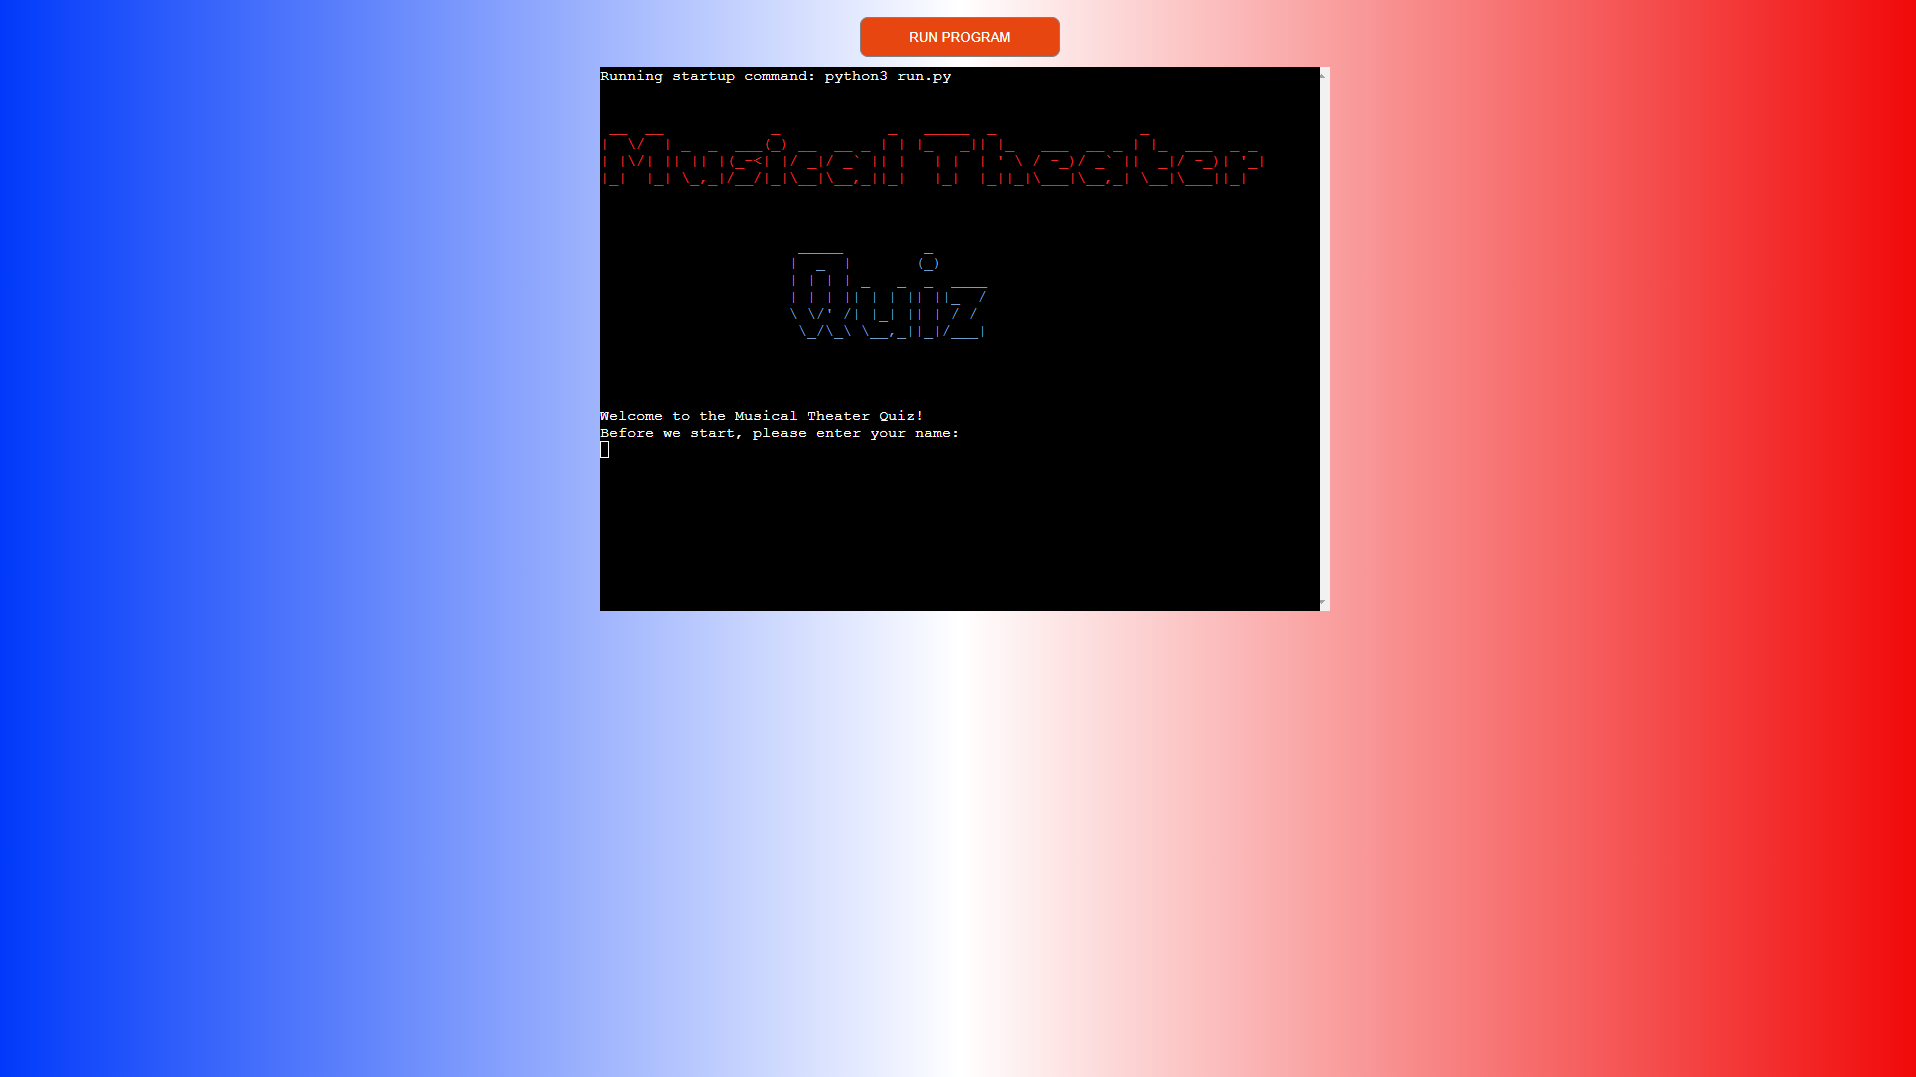 RUN PROGRAM
Running startup command: python3 run.py
Musical Theater
Quiz
Welcome to the Musical Theater Quiz!
Before we start, please enter your name: